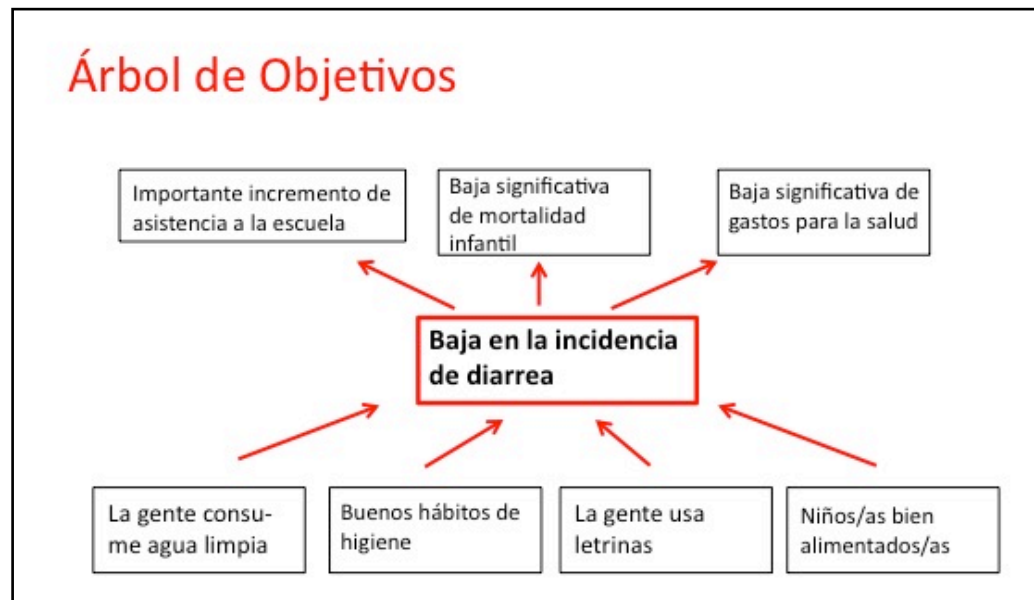 Árbol de Objetivos
Importante incremento de
asistencia a la escuela
Baja significativa
de mortalidad
infantil
Baja significativa de
gastos para la salud
Baja en la incidencia
de diarrea
La gente consu-
me agua limpia
Buenos hábitos de
higiene
La gente usa
letrinas
Niños/as bien
alimentados/as